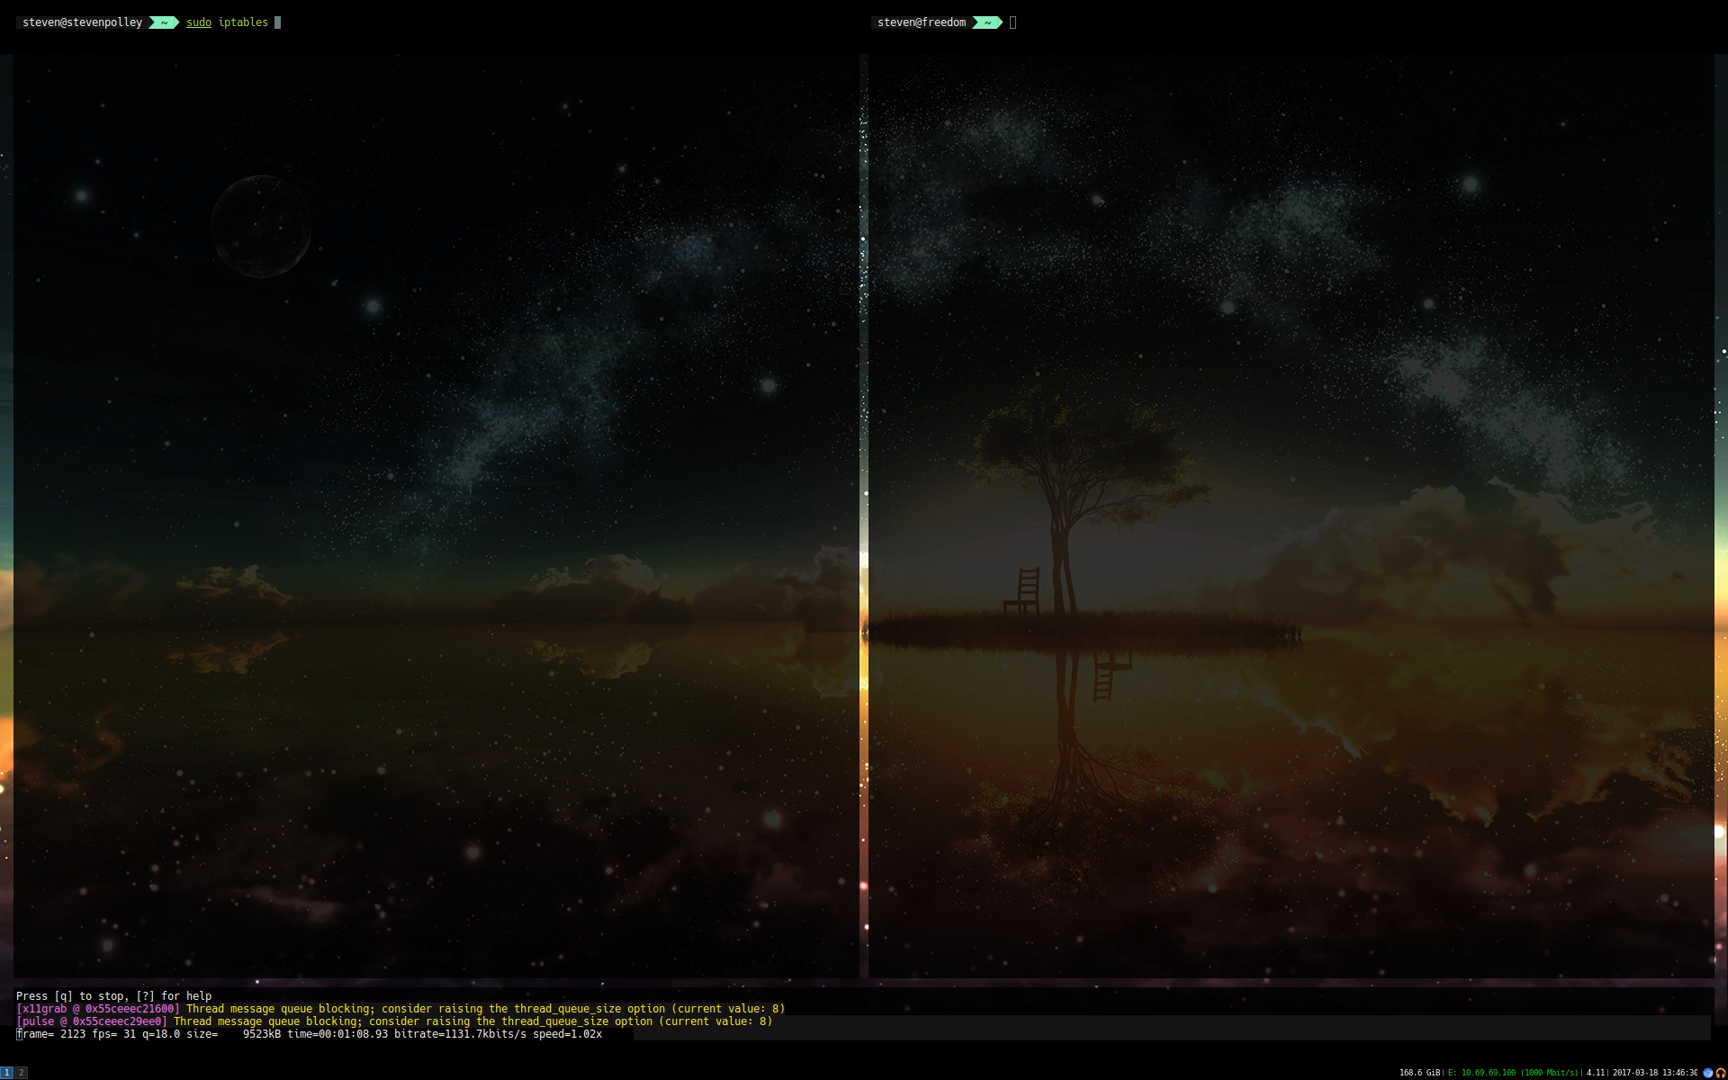 steven@stevenpolley ~ sudo iptables
steven@freedom ~
Press [q] to stop, [?] for help
[x11grab @ 0x55ceeec21600] Thread message queue blocking; consider raising the thread_queue_size option (current value: 8)
[pulse @ 0x55ceeec29ee0] Thread message queue blocking; consider raising the thread_queue_size option (current value: 8)
frame= 2123 fps= 31 q=18.0 size=    9523kB time=00:01:08.93 bitrate=1131.7kbits/s speed=1.02x
1 2
168.6 GiB| E: 10.69.69.100 (1000 Mbit/s)| 4.11| 2017-03-18 13:46:36